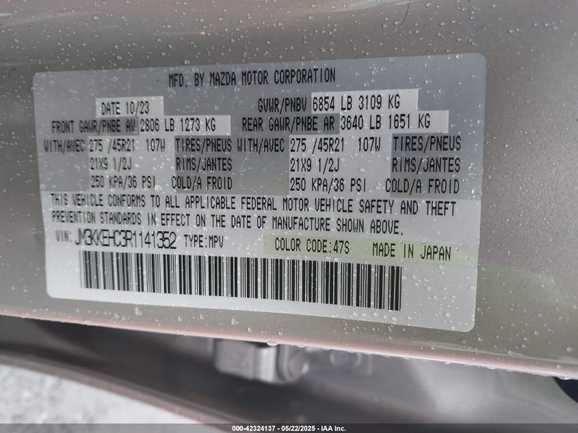 MFD. BY MAZDA MOTOR CORPORATION
DATE 10/23 GVWR/PNBV 6854 LB 3109 KG
FRONT GAWR/PNBE AV 2806 LB 1273 KG REAR GAWR/PNBE AR 3640 LB 1651 KG
WITH/AVEC 275 /45R21 107W TIRES/PNEUS WITH/AVEC 275 /45R21 107W TIRES/PNEUS
21X9 1/2J RIMS/JANTES 21X9 1/2J RIMS/JANTES
250 KPA/36 PSI COLD/A FROID 250 KPA/36 PSI COLD/A FROID
THIS VEHICLE CONFORMS TO ALL APPLICABLE FEDERAL MOTOR VEHICLE SAFETY AND THEFT
PREVENTION STANDARDS IN EFFECT ON THE DATE OF MANUFACTURE SHOWN ABOVE.
VIN: JM3KKEHC3R1141352 TYPE:MPV COLOR CODE:47S MADE IN JAPAN
000-42324137 - 05/22/2025 - IAA Inc.